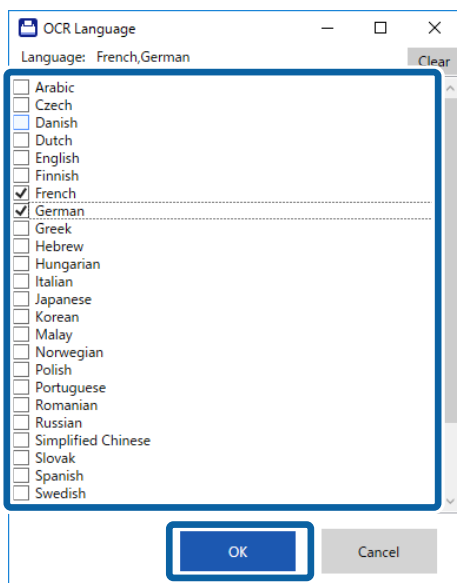 OCR Language
Language: French,German
Clear
Arabic
Czech
Danish
Dutch
English
Finnish
French
German
Greek
Hebrew
Hungarian
Italian
Japanese
Korean
Malay
Norwegian
Polish
Portuguese
Romanian
Russian
Simplified Chinese
Slovak
Spanish
Swedish
OK Cancel